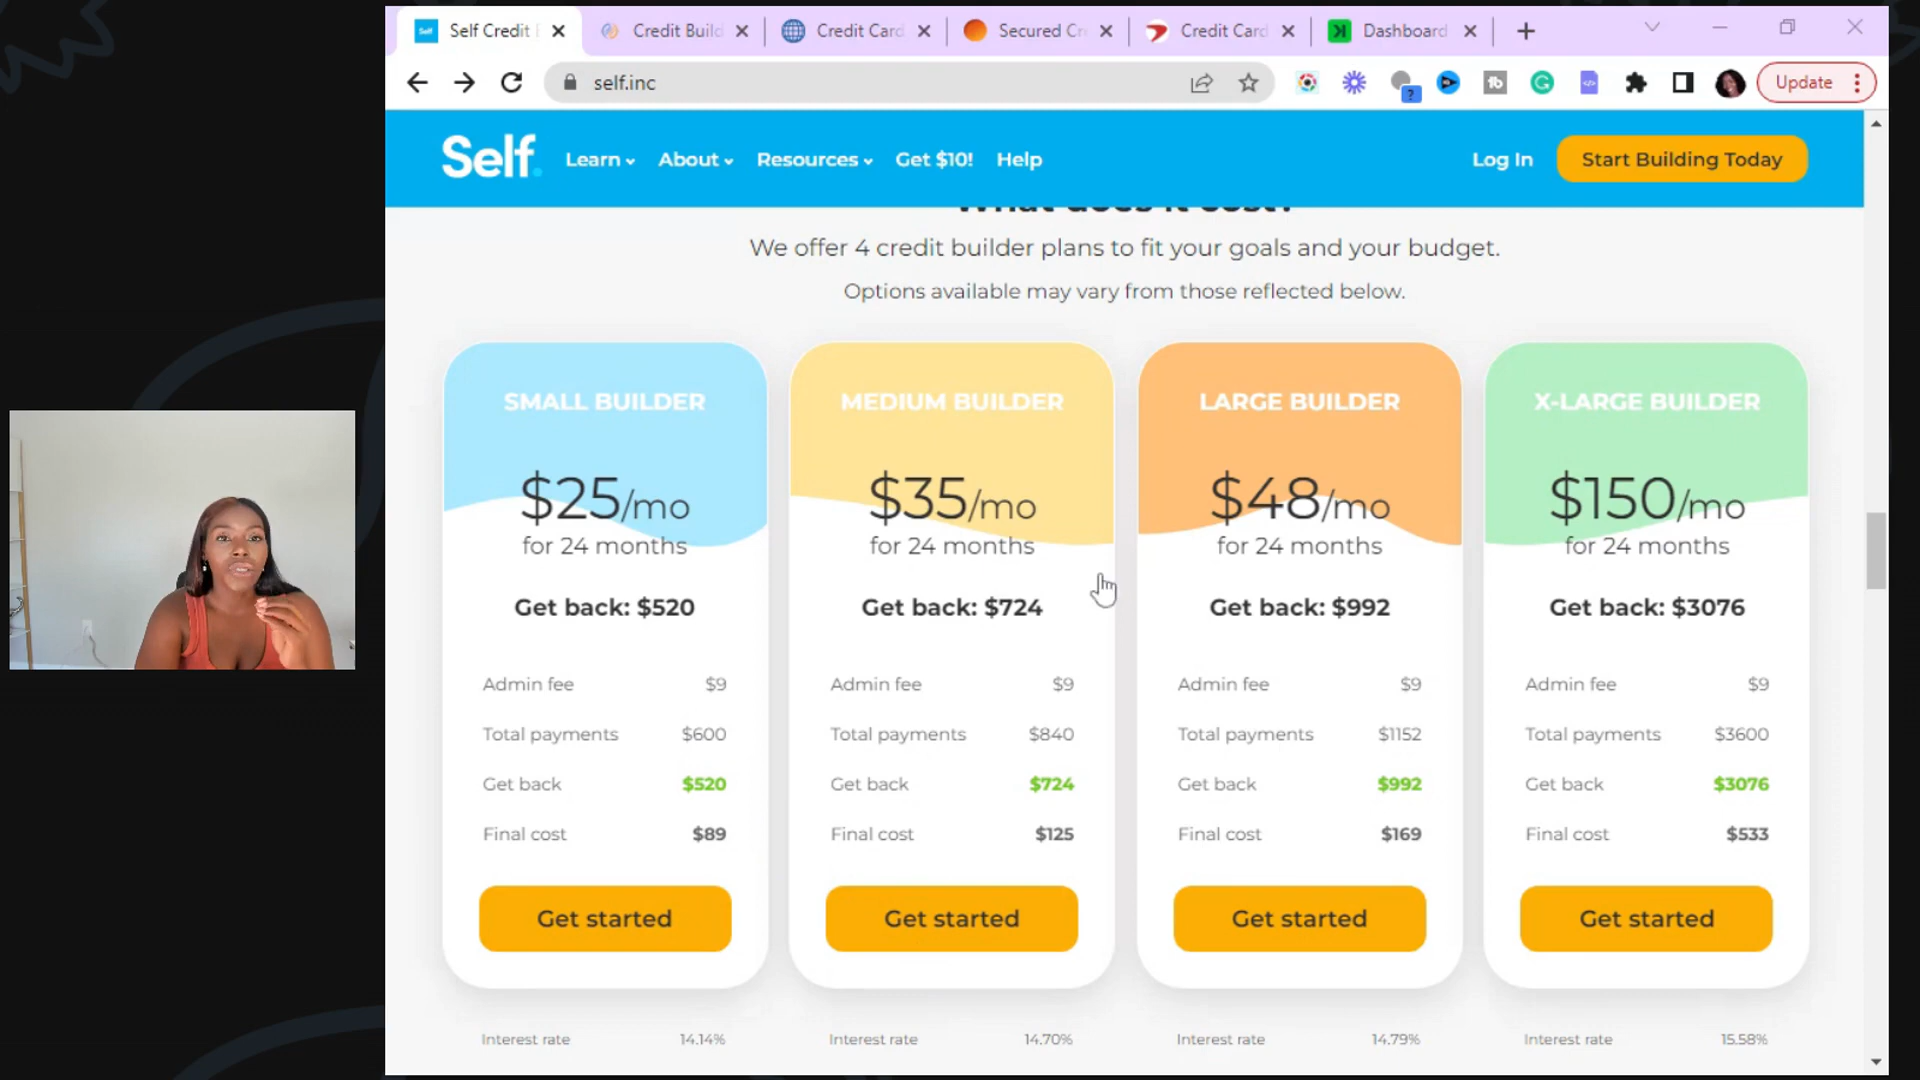 Self Credit
Credit Build
Credit Card
Secured Cr
Credit Card
Dashboard
self.inc
Update
Self.
Learn
About
Resources
Get $10!
Help
Log In
Start Building Today
What does it cost?
We offer 4 credit builder plans to fit your goals and your budget.
Options available may vary from those reflected below.
SMALL BUILDER
$25/mo
for 24 months
Get back: $520
Admin fee $9
Total payments $600
Get back $520
Final cost $89
Get started
Interest rate 14.14%
MEDIUM BUILDER
$35/mo
for 24 months
Get back: $724
Admin fee $9
Total payments $840
Get back $724
Final cost $125
Get started
Interest rate 14.70%
LARGE BUILDER
$48/mo
for 24 months
Get back: $992
Admin fee $9
Total payments $1152
Get back $992
Final cost $169
Get started
Interest rate 14.79%
X-LARGE BUILDER
$150/mo
for 24 months
Get back: $3076
Admin fee $9
Total payments $3600
Get back $3076
Final cost $533
Get started
Interest rate 15.58%